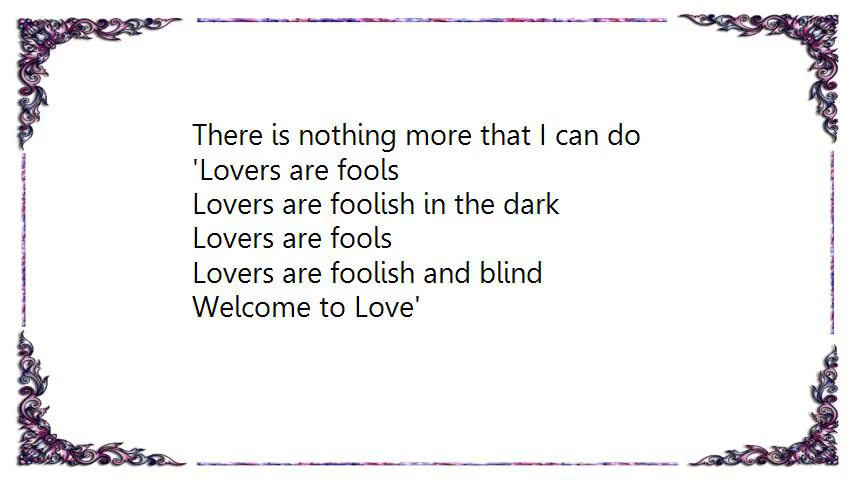 There is nothing more that I can do
'Lovers are fools
Lovers are foolish in the dark
Lovers are fools
Lovers are foolish and blind
Welcome to Love'